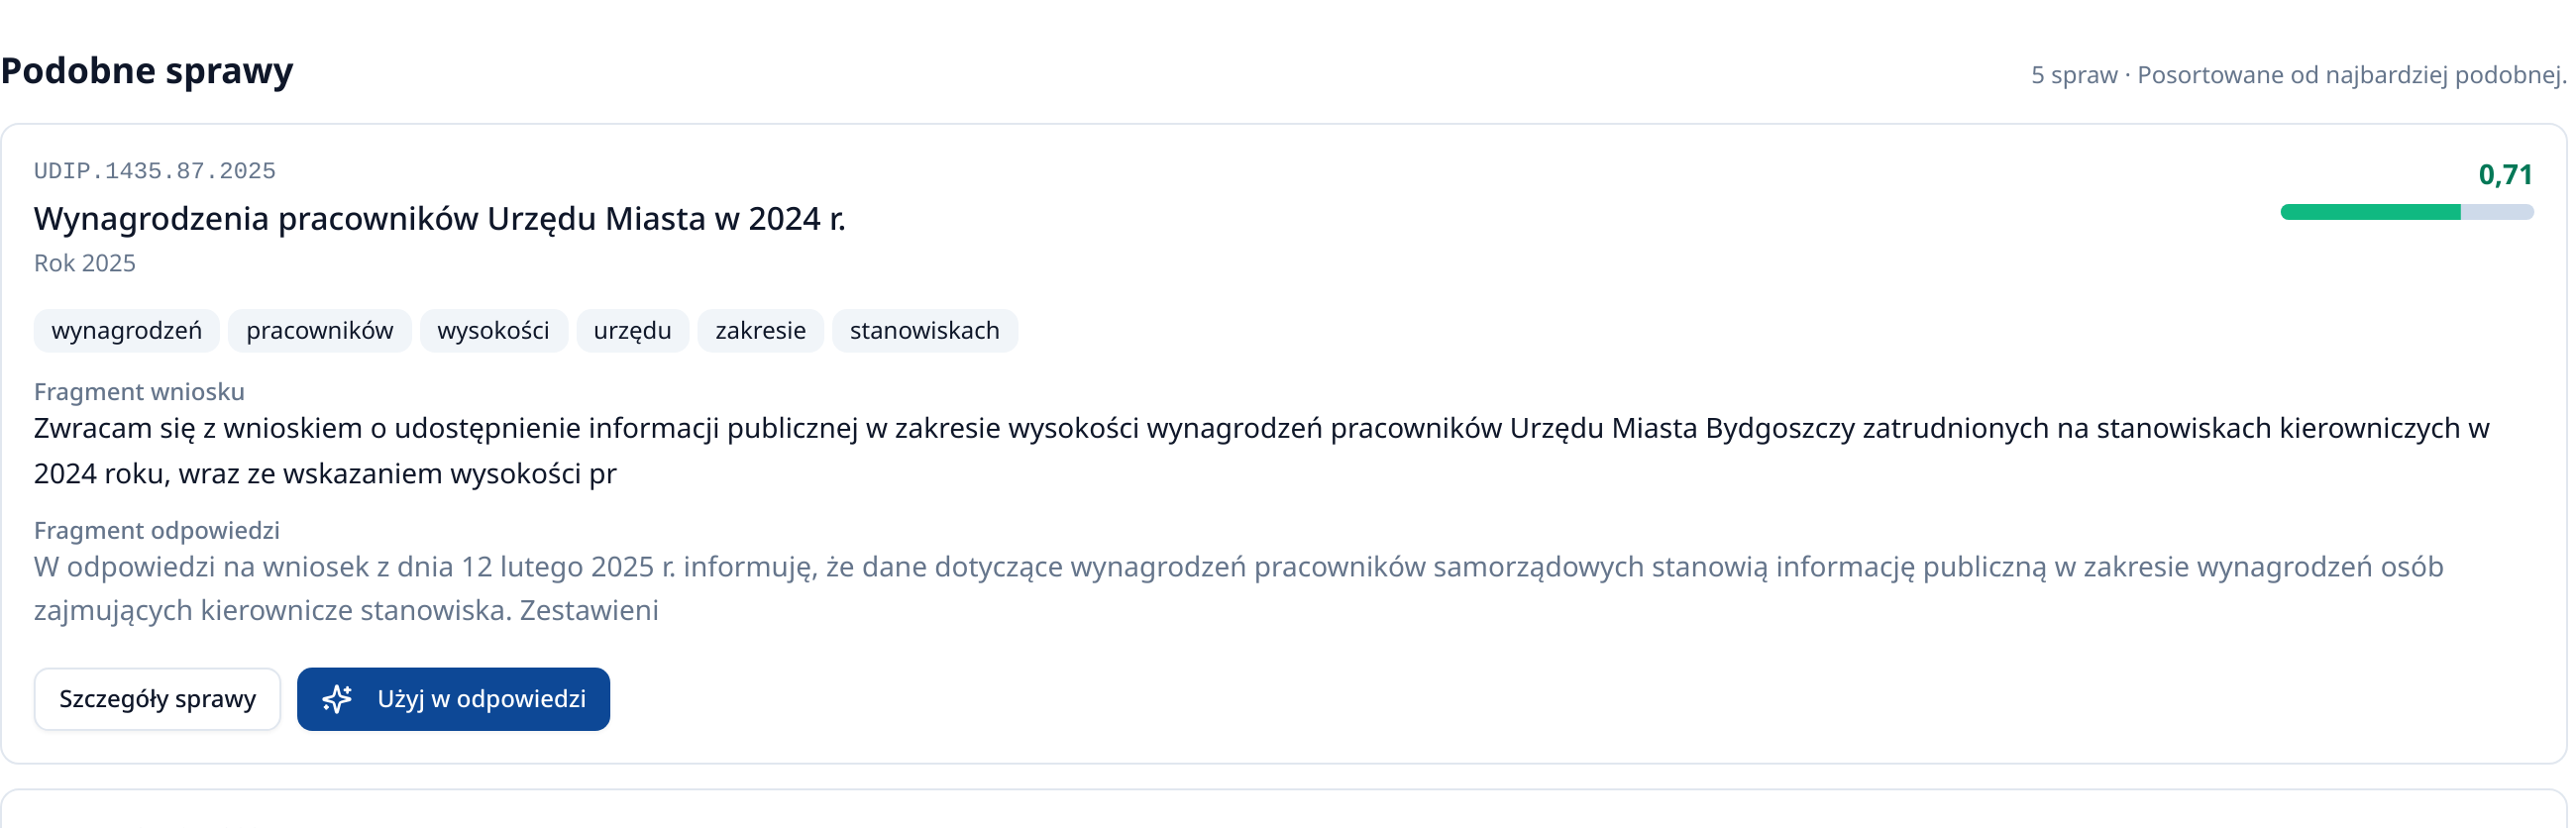 Podobne sprawy
5 spraw · Posortowane od najbardziej podobnej.
UDIP.1435.87.2025
0,71
Wynagrodzenia pracowników Urzędu Miasta w 2024 r.
Rok 2025
wynagrodzeń pracowników wysokości urzędu zakresie stanowiskach
Fragment wniosku
Zwracam się z wnioskiem o udostępnienie informacji publicznej w zakresie wysokości wynagrodzeń pracowników Urzędu Miasta Bydgoszczy zatrudnionych na stanowiskach kierowniczych w
2024 roku, wraz ze wskazaniem wysokości pr
Fragment odpowiedzi
W odpowiedzi na wniosek z dnia 12 lutego 2025 r. informuję, że dane dotyczące wynagrodzeń pracowników samorządowych stanowią informację publiczną w zakresie wynagrodzeń osób
zajmujących kierownicze stanowiska. Zestawieni
Szczegóły sprawy Użyj w odpowiedzi